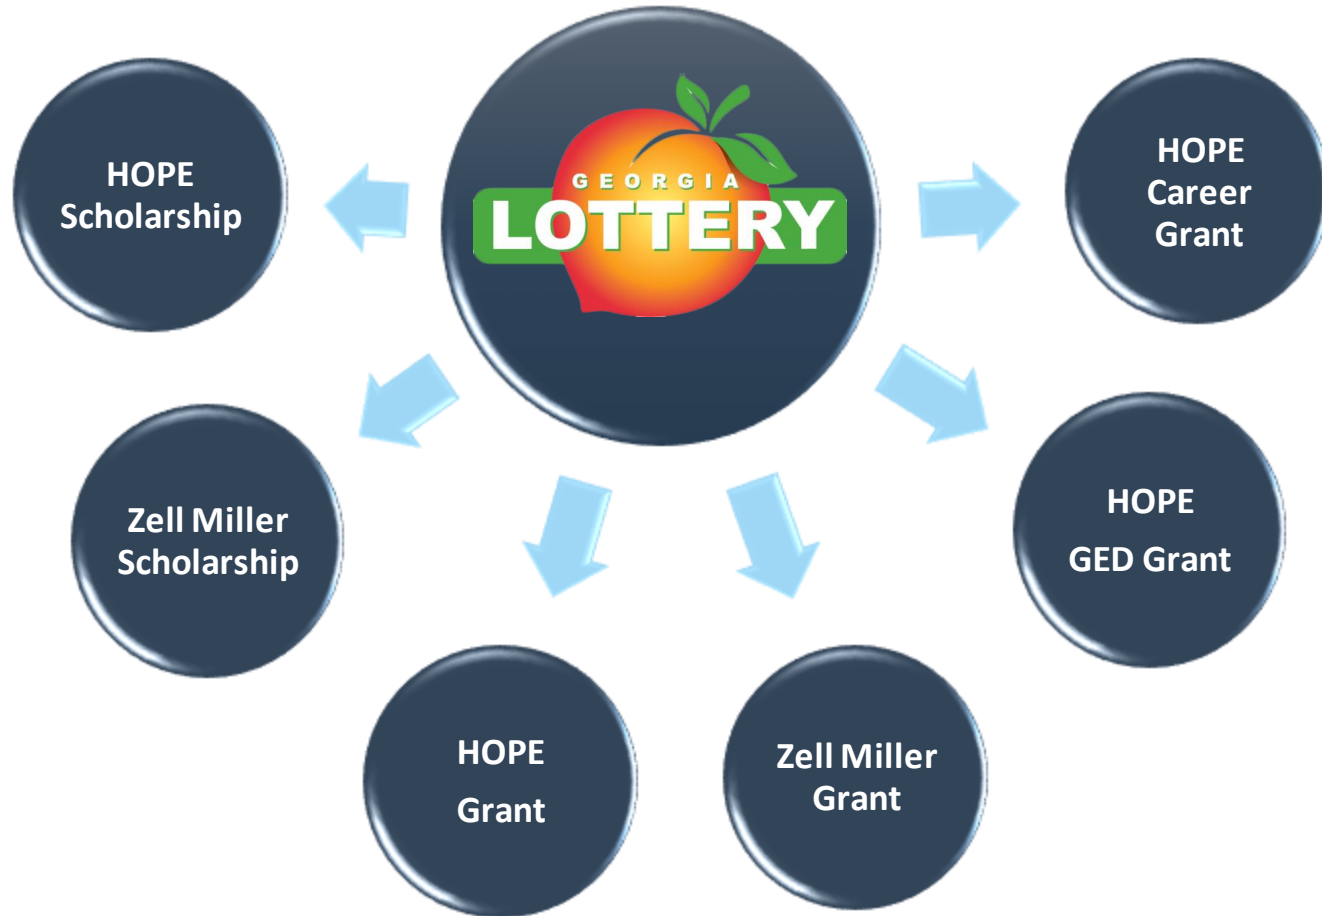 GEORGIA
LOTTERY
HOPE
Scholarship
Zell Miller
Scholarship
HOPE
Grant
Zell Miller
Grant
HOPE
GED Grant
HOPE
Career
Grant